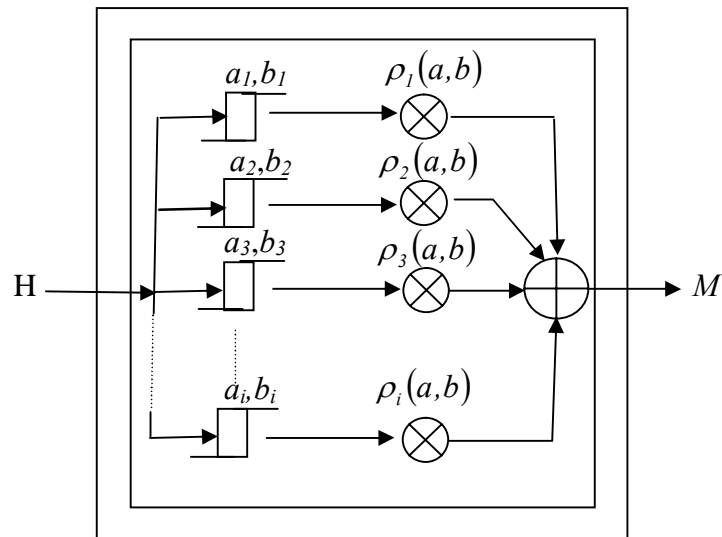 a1,b1 ρ1(a,b)
a2,b2 ρ2(a,b)
a3,b3 ρ3(a,b)
H M
ai,bi ρi(a,b)